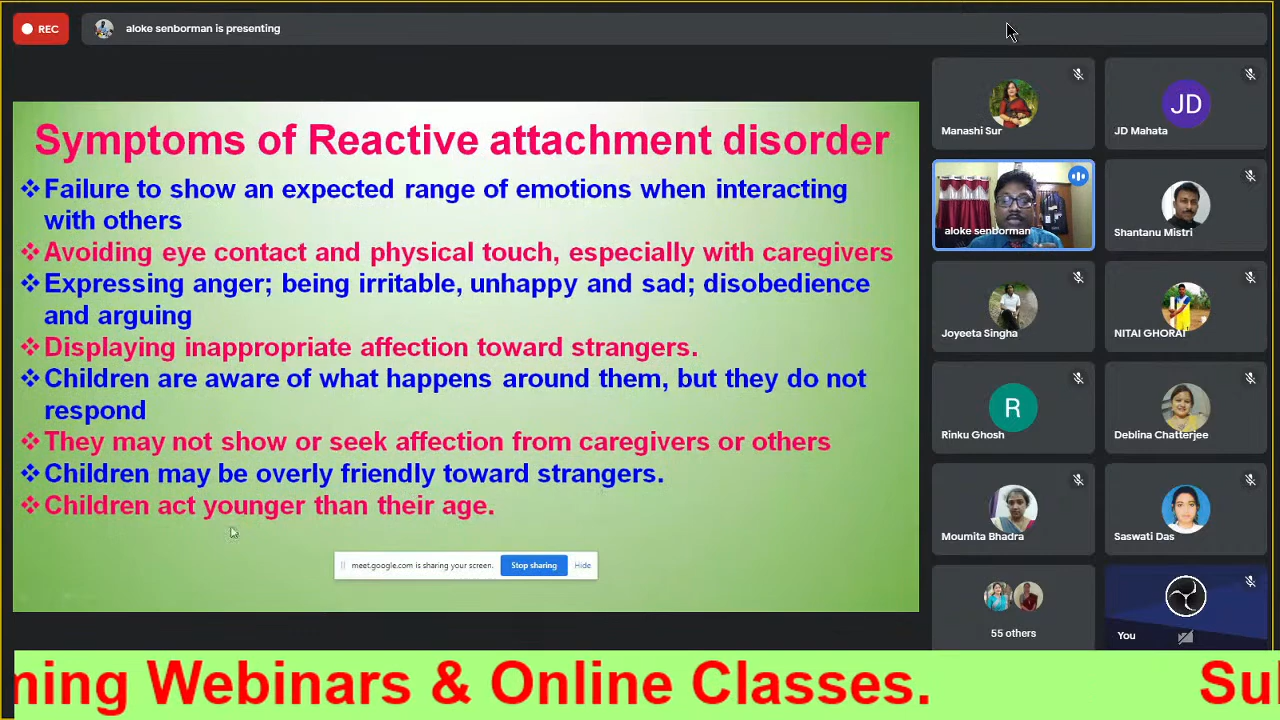 REC
aloke senborman is presenting
Symptoms of Reactive attachment disorder
❖Failure to show an expected range of emotions when interacting
with others
❖Avoiding eye contact and physical touch, especially with caregivers
❖Expressing anger; being irritable, unhappy and sad; disobedience
and arguing
❖Displaying inappropriate affection toward strangers.
❖Children are aware of what happens around them, but they do not
respond
❖They may not show or seek affection from caregivers or others
❖Children may be overly friendly toward strangers.
❖Children act younger than their age.
meet.google.com is sharing your screen. Stop sharing Hide
Manashi Sur
JD
JD Mahata
aloke senborman
Shantanu Mistri
Joyeeta Singha
NITAI GHORAI
R
Rinku Ghosh
Deblina Chatterjee
Moumita Bhadra
Saswati Das
55 others
You
ming Webinars & Online Classes. Su